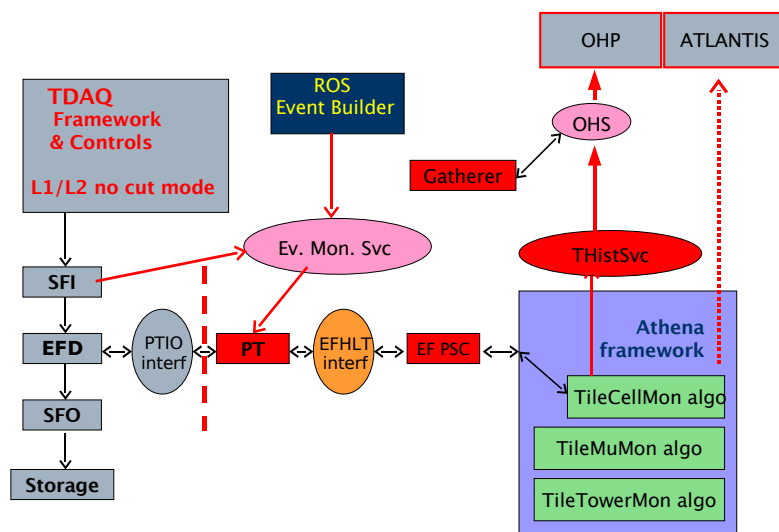 OHP
ATLANTIS
TDAQ
Framework
& Controls
L1/L2 no cut mode
ROS
Event Builder
OHS
Gatherer
Ev. Mon. Svc
THistSvc
SFI
EFD
PTIO
interf
PT
EFHLT
interf
EF PSC
Athena
framework
TileCellMon algo
SFO
TileMuMon algo
Storage
TileTowerMon algo